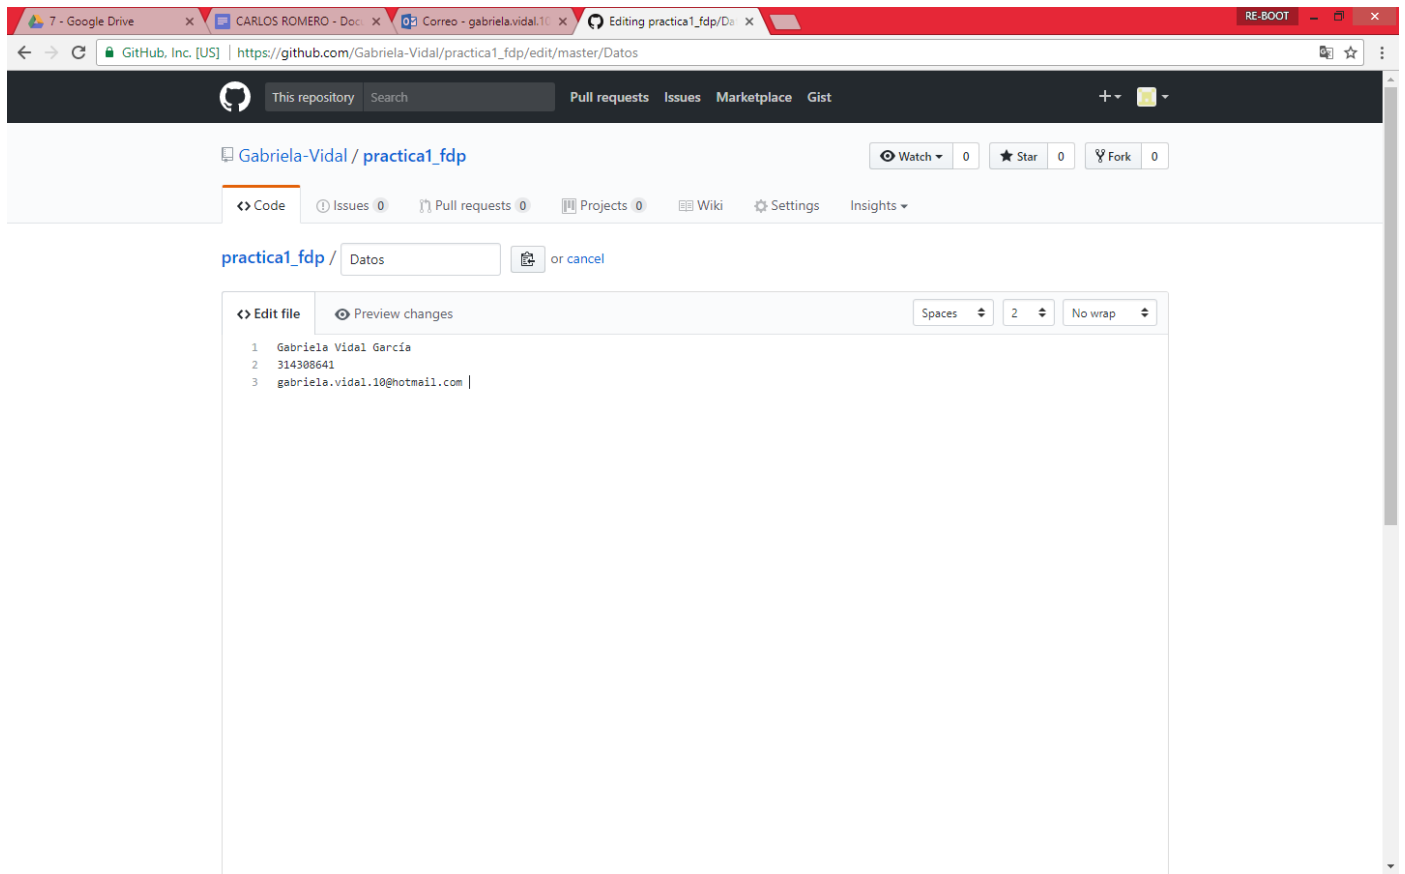 7 - Google Drive
CARLOS ROMERO - Docu
Correo - gabriela.vidal.10
Editing practica1_fdp/Da
RE-BOOT
GitHub, Inc. [US] | https://github.com/Gabriela-Vidal/practica1_fdp/edit/master/Datos
This repository Search Pull requests Issues Marketplace Gist
Gabriela-Vidal / practica1_fdp
Watch 0 Star 0 Fork 0
<> Code Issues 0 Pull requests 0 Projects 0 Wiki Settings Insights
practica1_fdp / Datos or cancel
<> Edit file Preview changes Spaces 2 No wrap
1 Gabriela Vidal García
2 314308641
3 gabriela.vidal.10@hotmail.com